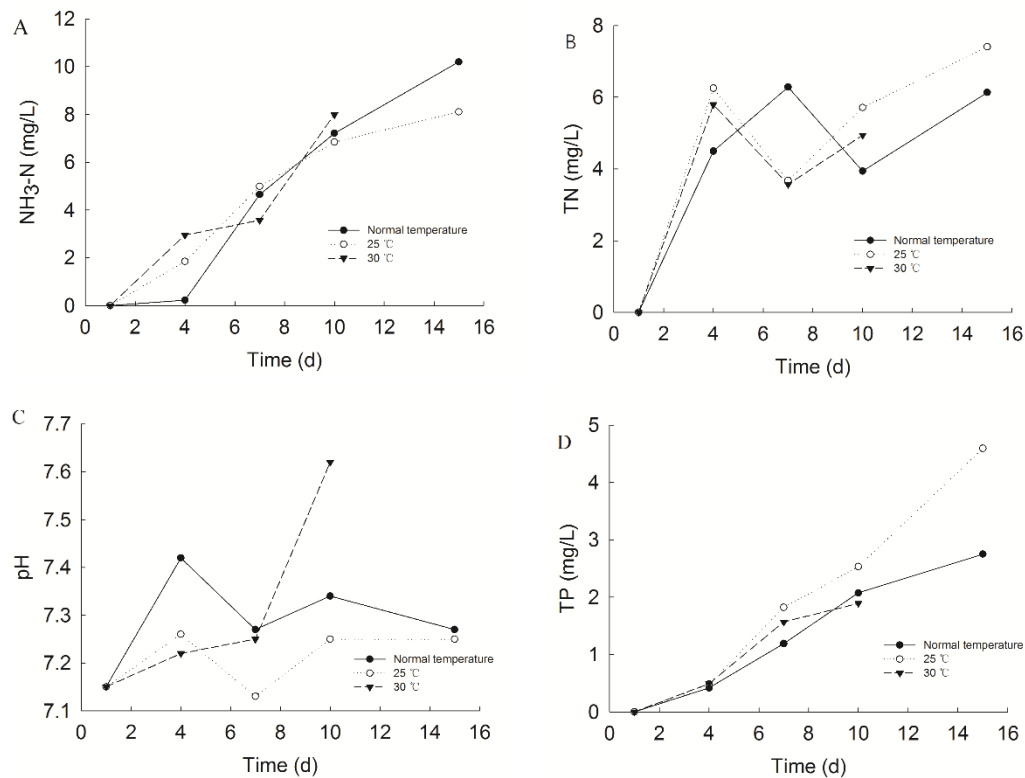 A
12
10
8
6
4
2
0
NH3-N (mg/L)
0 2 4 6 8 10 12 14 16
Time (d)
Normal temperature
25 ℃
30 ℃
B
8
6
4
2
0
TN (mg/L)
0 2 4 6 8 10 12 14 16
Time (d)
Normal temperature
25 ℃
30 ℃
C
7.7
7.6
7.5
7.4
7.3
7.2
7.1
pH
0 2 4 6 8 10 12 14 16
Time (d)
Normal temperature
25 ℃
30 ℃
D
5
4
3
2
1
0
TP (mg/L)
0 2 4 6 8 10 12 14 16
Time (d)
Normal temperature
25 ℃
30 ℃